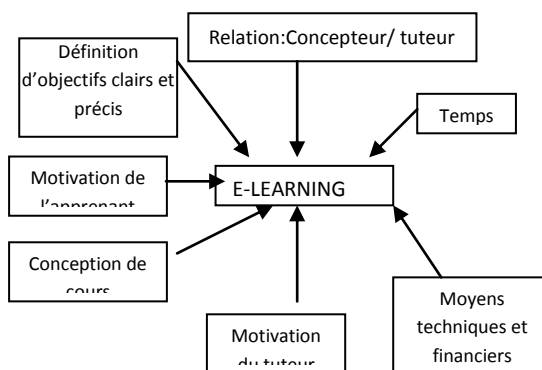 Relation:Concepteur/ tuteur
Définition
d'objectifs clairs et
précis
Temps
Motivation de
l'apprenant
E-LEARNING
Conception de
cours
Moyens
techniques et
financiers
Motivation
du tuteur